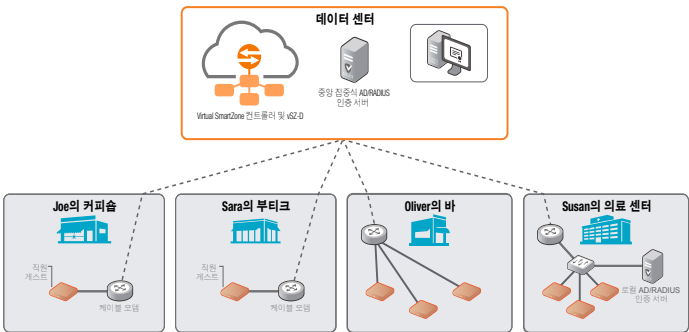 데이터 센터
중앙 집중식 AD/RADIUS
인증 서버
Virtual SmartZone 컨트롤러 및 vSZ-D
Joe의 커피숍
직원
게스트
케이블 모뎀
Sara의 부티크
직원
게스트
케이블 모뎀
Oliver의 바
Susan의 의료 센터
로컬 AD/RADIUS
인증 서버